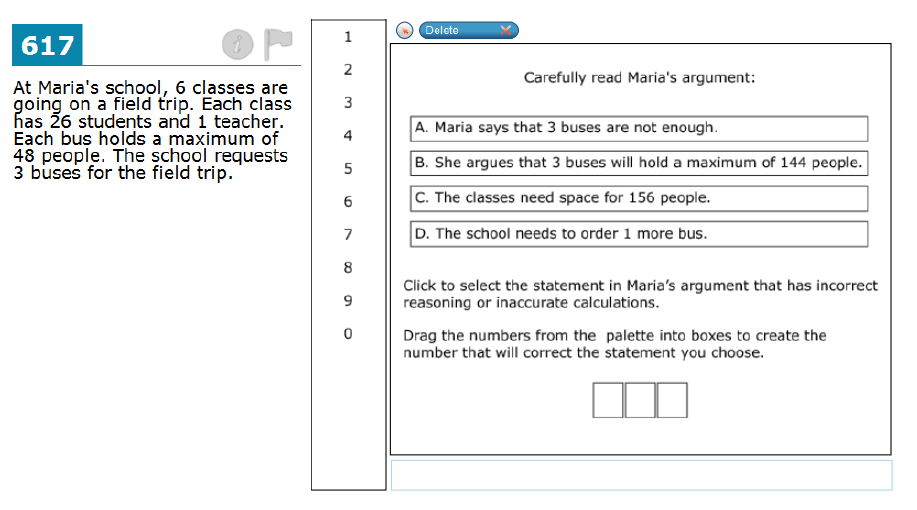 617
At Maria's school, 6 classes are
going on a field trip. Each class
has 26 students and 1 teacher.
Each bus holds a maximum of
48 people. The school requests
3 buses for the field trip.
1
2
3
4
5
6
7
8
9
0
Delete
Carefully read Maria's argument:
A. Maria says that 3 buses are not enough.
B. She argues that 3 buses will hold a maximum of 144 people.
C. The classes need space for 156 people.
D. The school needs to order 1 more bus.
Click to select the statement in Maria's argument that has incorrect
reasoning or inaccurate calculations.
Drag the numbers from the palette into boxes to create the
number that will correct the statement you choose.